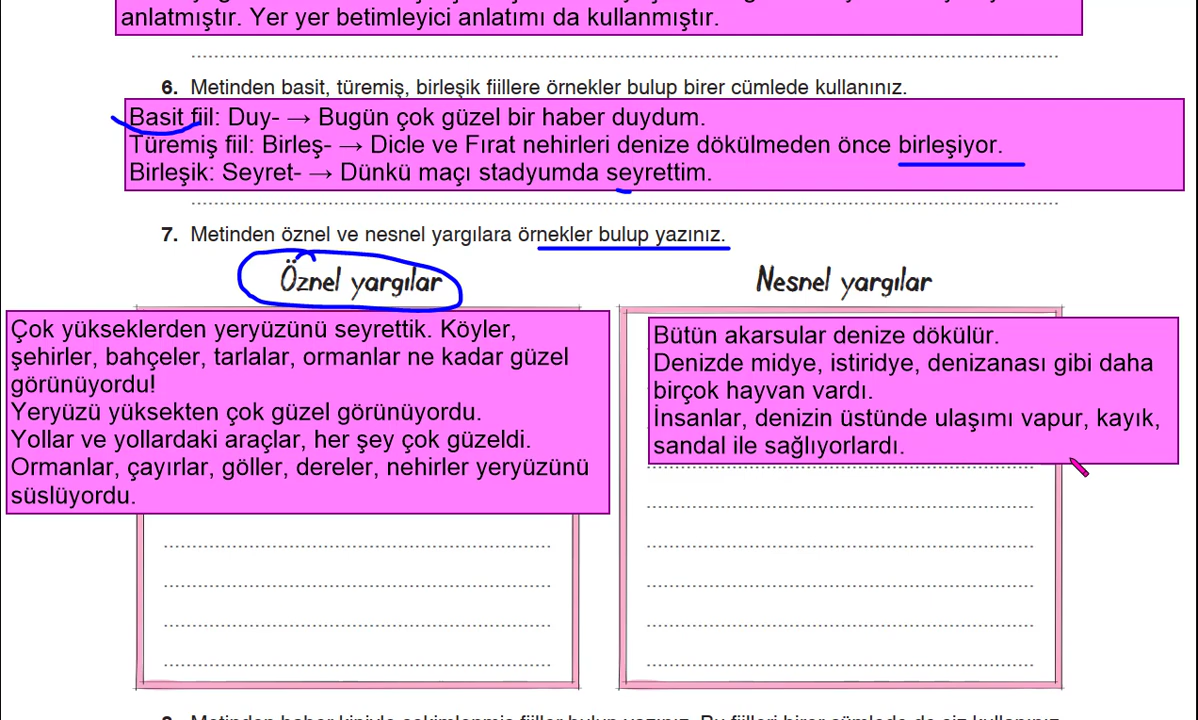 anlatmıştır. Yer yer betimleyici anlatımı da kullanmıştır.
6. Metinden basit, türemiş, birleşik fiillere örnekler bulup birer cümlede kullanınız.
Basit fiil: Duy- → Bugün çok güzel bir haber duydum.
Türemiş fiil: Birleş- → Dicle ve Fırat nehirleri denize dökülmeden önce birleşiyor.
Birleşik: Seyret- → Dünkü maçı stadyumda seyrettim.
7. Metinden öznel ve nesnel yargılara örnekler bulup yazınız.
Öznel yargılar
Çok yükseklerden yeryüzünü seyrettik. Köyler,
şehirler, bahçeler, tarlalar, ormanlar ne kadar güzel
görünüyordu!
Yeryüzü yüksekten çok güzel görünüyordu.
Yollar ve yollardaki araçlar, her şey çok güzeldi.
Ormanlar, çayırlar, göller, dereler, nehirler yeryüzünü
süslüyordu.
Nesnel yargılar
Bütün akarsular denize dökülür.
Denizde midye, istiridye, denizanası gibi daha
birçok hayvan vardı.
İnsanlar, denizin üstünde ulaşımı vapur, kayık,
sandal ile sağlıyorlardı.